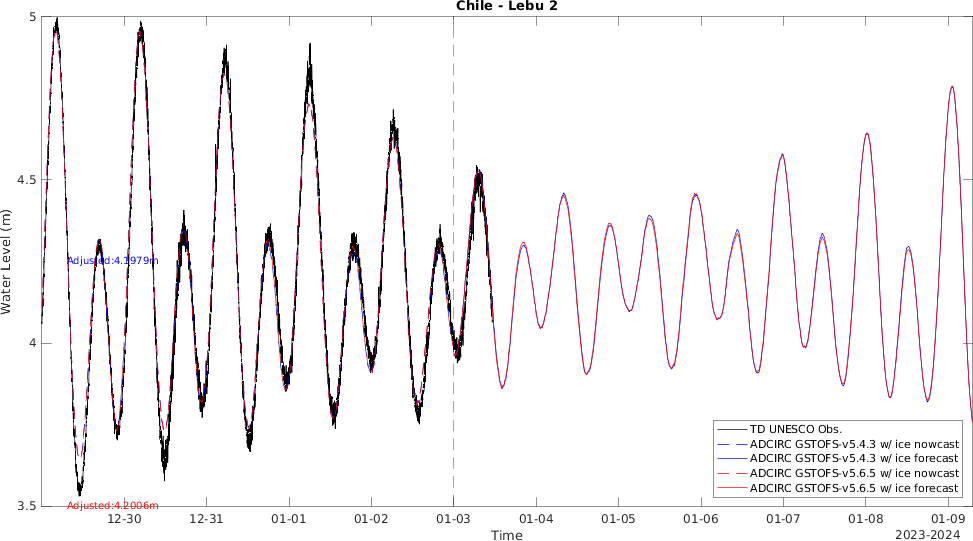 Chile - Lebu 2
5
4.5
4
3.5
Water Level (m)
Adjusted:4.1979m
Adjusted:4.2006m
TD UNESCO Obs.
ADCIRC GSTOFS-v5.4.3 w/ ice nowcast
ADCIRC GSTOFS-v5.4.3 w/ ice forecast
ADCIRC GSTOFS-v5.6.5 w/ ice nowcast
ADCIRC GSTOFS-v5.6.5 w/ ice forecast
12-30 12-31 01-01 01-02 01-03 01-04 01-05 01-06 01-07 01-08 01-09
Time
2023-2024